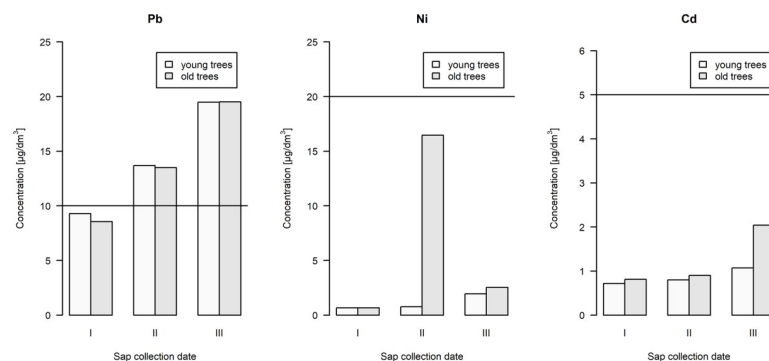 Pb
25
20
15
10
5
0
Concentration [µg/dm³]
young trees
old trees
I II III
Sap collection date
Ni
25
20
15
10
5
0
Concentration [µg/dm³]
young trees
old trees
I II III
Sap collection date
Cd
6
5
4
3
2
1
0
Concentration [µg/dm³]
young trees
old trees
I II III
Sap collection date